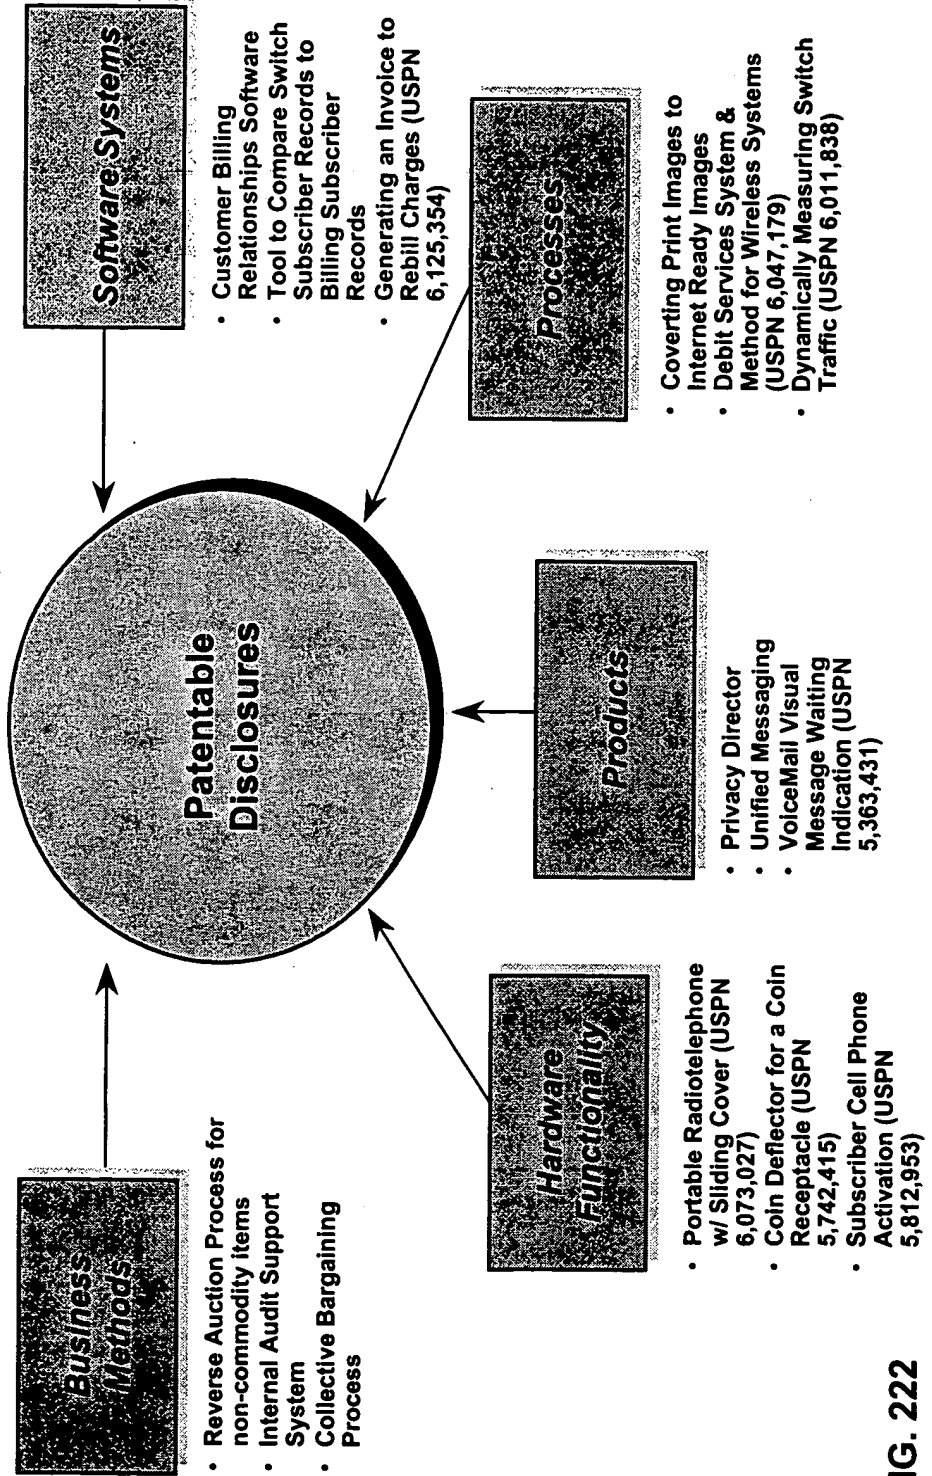 Patentable
Disclosures
Business
Methods
• Reverse Auction Process for
non-commodity items
• Internal Audit Support
System
• Collective Bargaining
Process
Hardware
Functionality
• Portable Radiotelephone
w/ Sliding Cover (USPN
6,073,027)
• Coin Deflector for a Coin
Receptacle (USPN
5,742,415)
• Subscriber Cell Phone
Activation (USPN
5,812,953)
Products
• Privacy Director
• Unified Messaging
• VoiceMail Visual
Message Waiting
Indication (USPN
5,363,431)
Processes
• Coverting Print Images to
Internet Ready Images
• Debit Services System &
Method for Wireless Systems
(USPN 6,047,179)
• Dynamically Measuring Switch
Traffic (USPN 6,011,838)
Software Systems
• Customer Billing
Relationships Software
• Tool to Compare Switch
Subscriber Records to
Billing Subscriber
Records
• Generating an Invoice to
Rebill Charges (USPN
6,125,354)
IG. 222